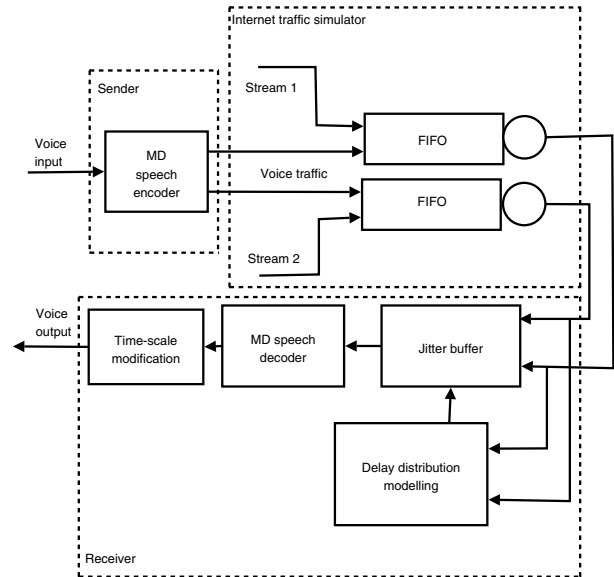 Internet traffic simulator
Sender
Stream 1
FIFO
Voice
input
MD
speech
encoder
Voice traffic
FIFO
Stream 2
Voice
output
Time-scale
modification
MD speech
decoder
Jitter buffer
Delay distribution
modelling
Receiver